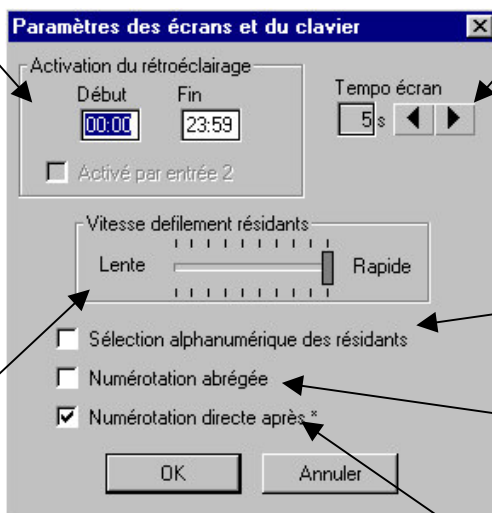 Paramètres des écrans et du clavier
Activation du rétroéclairage
Début Fin
00:00 23:59
Activé par entrée 2
Tempo écran
5 s
Vitesse defilement résidants
Lente Rapide
Sélection alphanumérique des résidants
Numérotation abrégée
Numérotation directe après *
OK Annuler